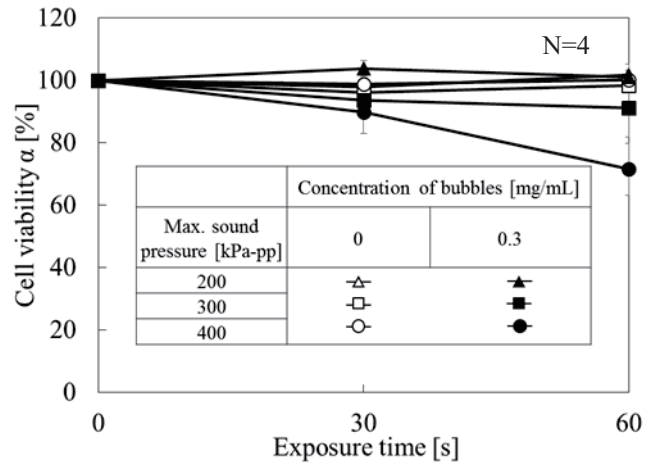 120
N=4
100
80
60
40
20
0
Cell viability α [%]
Concentration of bubbles [mg/mL]
Max. sound
pressure [kPa-pp]
0
0.3
200
300
400
0
30
60
Exposure time [s]